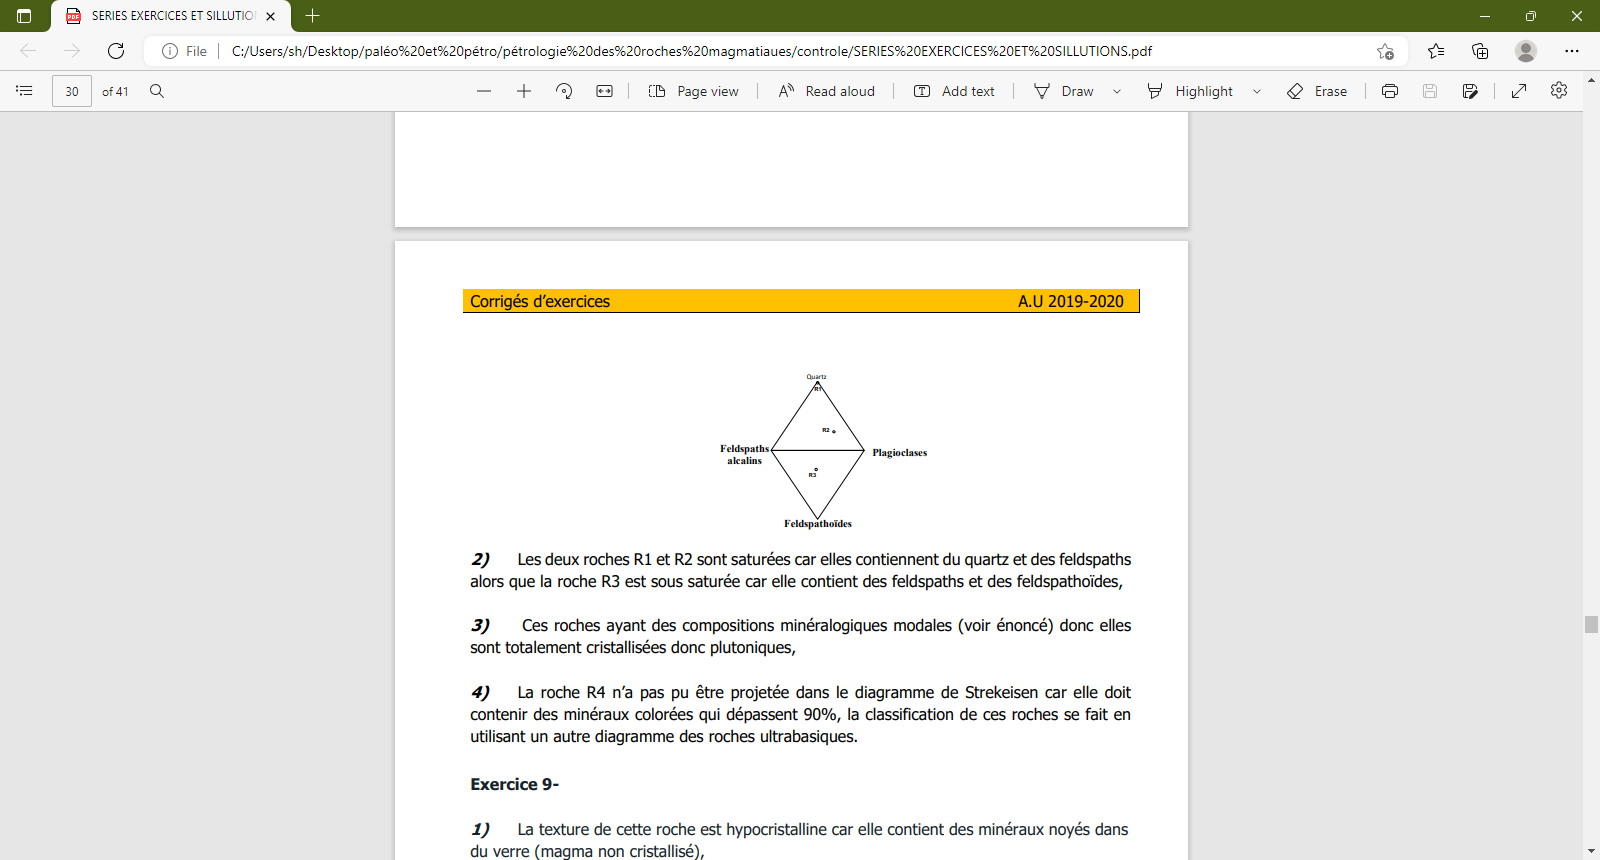 SERIES EXERCICES ET SILLUTIO
File
C:/Users/sh/Desktop/paléo%20et%20pétro/pétrologie%20des%20roches%20magmatiaues/controle/SERIES%20EXERCICES%20ET%20SILLUTIONS.pdf
30 of 41 Page view Read aloud Add text Draw Highlight Erase
Corrigés d'exercices A.U 2019-2020
Quartz
R1
R2
Feldspaths
alcalins
Plagioclases
R3
Feldspathoïdes
2) Les deux roches R1 et R2 sont saturées car elles contiennent du quartz et des feldspaths
alors que la roche R3 est sous saturée car elle contient des feldspaths et des feldspathoïdes,
3) Ces roches ayant des compositions minéralogiques modales (voir énoncé) donc elles
sont totalement cristallisées donc plutoniques,
4) La roche R4 n'a pas pu être projetée dans le diagramme de Strekeisen car elle doit
contenir des minéraux colorées qui dépassent 90%, la classification de ces roches se fait en
utilisant un autre diagramme des roches ultrabasiques.
Exercice 9-
1) La texture de cette roche est hypocristalline car elle contient des minéraux noyés dans
du verre (magma non cristallisé),